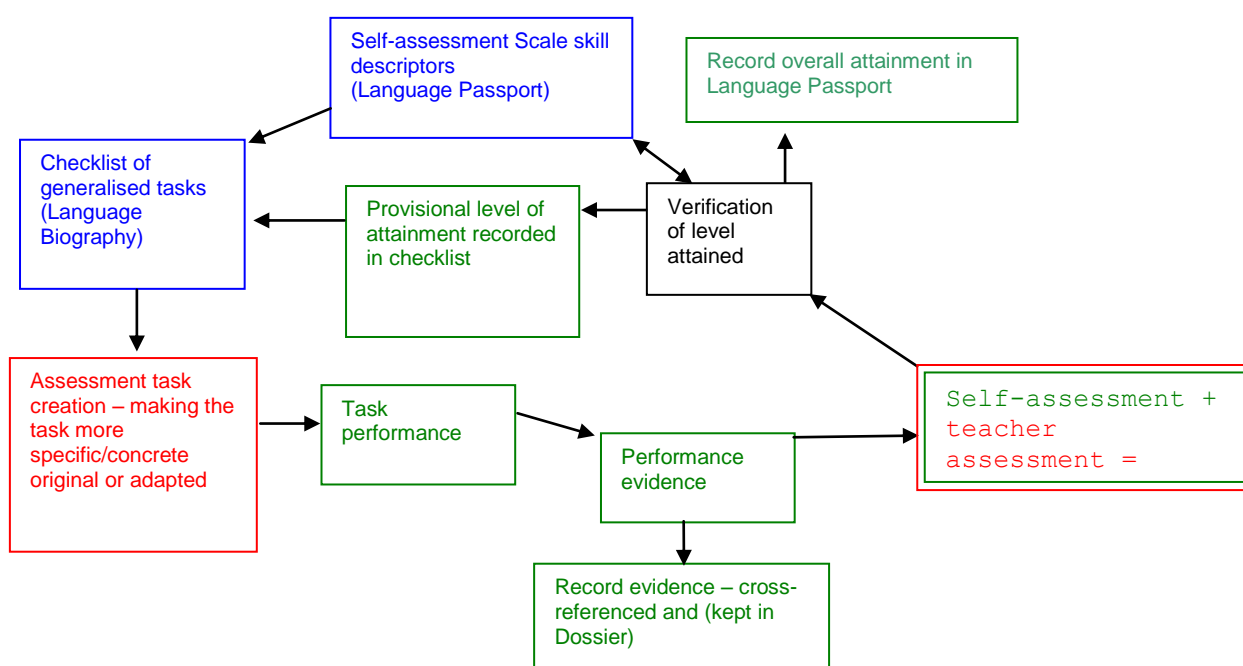 Self-assessment Scale skill
descriptors
(Language Passport)
Record overall attainment in
Language Passport
Checklist of
generalised tasks
(Language
Biography)
Provisional level of
attainment recorded
in checklist
Verification
of level
attained
Assessment task
creation – making the
task more
specific/concrete
original or adapted
Task
performance
Performance
evidence
Self-assessment +
teacher
assessment =
Record evidence – cross-
referenced and (kept in
Dossier)